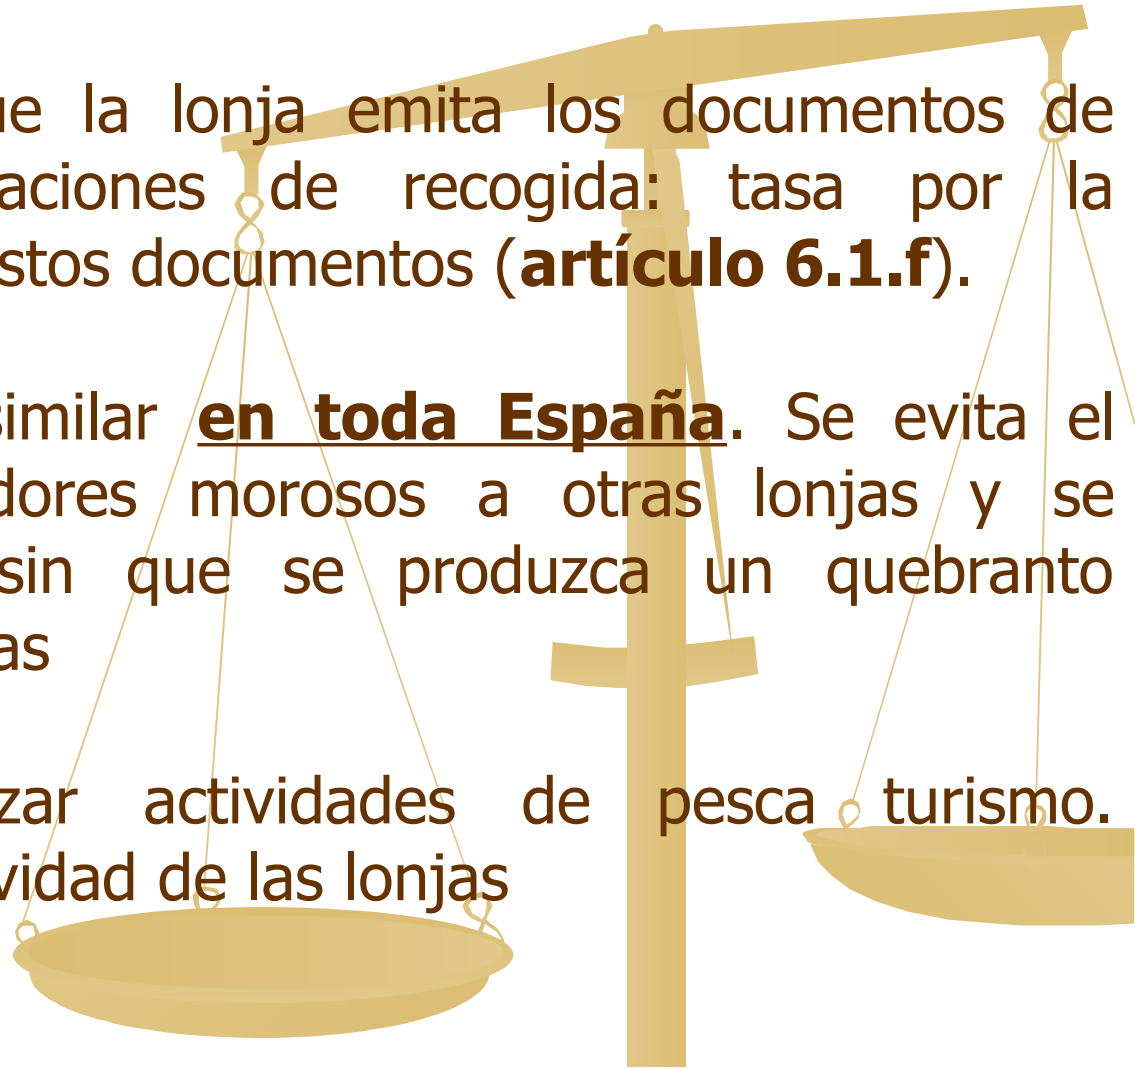 ue la lonja emita los documentos de
aciones de recogida: tasa por la
stos documentos (artículo 6.1.f).
similar en toda España. Se evita el
dores morosos a otras lonjas y se
sin que se produzca un quebranto
as
zar actividades de pesca turismo.
vidad de las lonjas